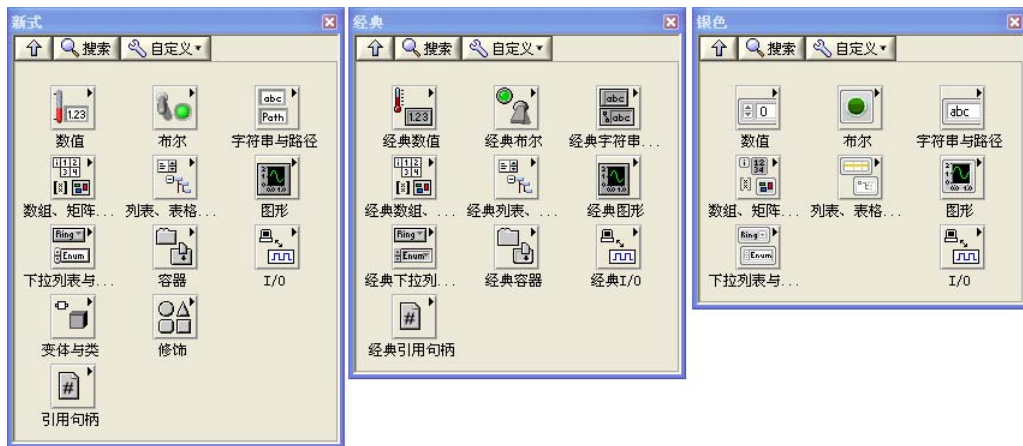 新式
搜索 自定义
1.23
abc
Path
数值 布尔 字符串与路径
数组、矩阵... 列表、表格... 图形
Ring
Enum
下拉列表与... 容器 I/O
变体与类 修饰
#
引用句柄
经典
搜索 自定义
1.23
abc
abc
经典数值 经典布尔 经典字符串...
经典数组、... 经典列表、... 经典图形
Ring
Enum
经典下拉列... 经典容器 经典I/O
#
经典引用句柄
银色
搜索 自定义
0
abc
数值 布尔 字符串与路径
数组、矩阵... 列表、表格... 图形
Ring
Enum
下拉列表与... I/O